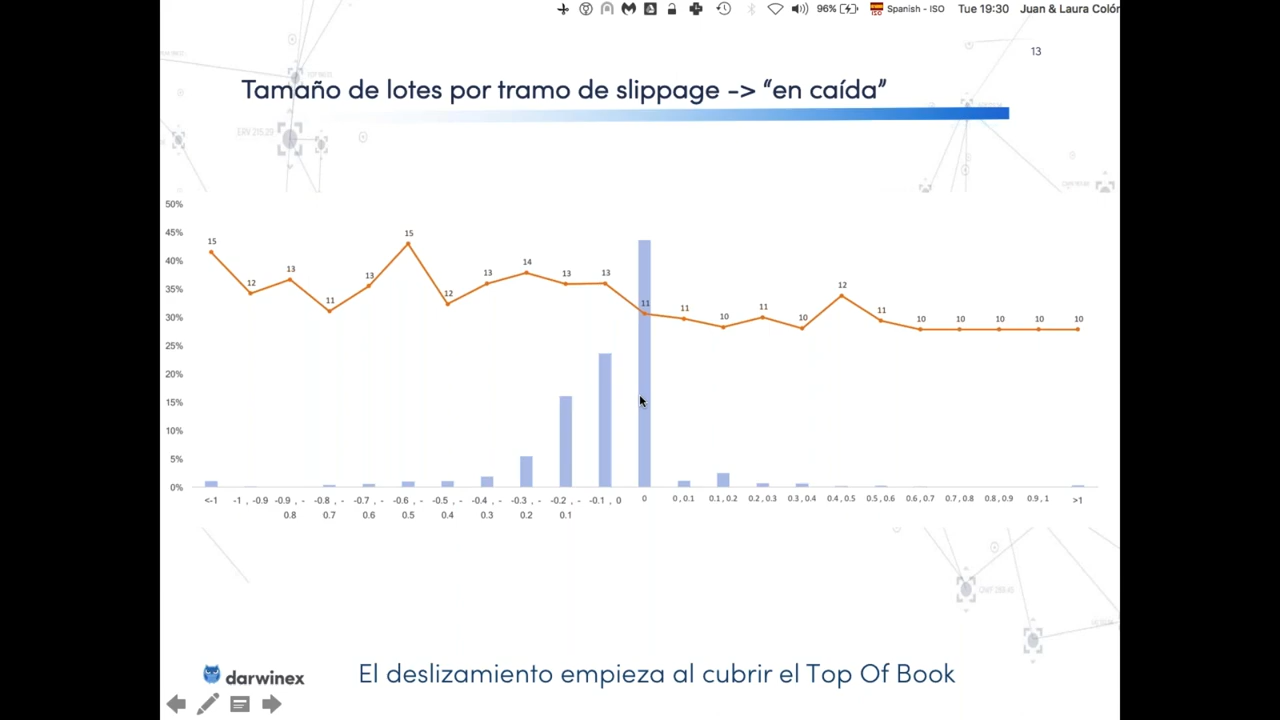 96% Spanish - ISO Tue 19:30 Juan & Laura Colón
13
Tamaño de lotes por tramo de slippage -> “en caída”
ERV 215.29
50%
45%
40%
35%
30%
25%
20%
15%
10%
5%
0%
15 12 13 11 13 15 12 13 14 13 13 11 11 10 11 10 12 11 10 10 10 10 10
<-1 -1 , -0.9 -0.9 , -0.8 -0.8 , -0.7 -0.7 , -0.6 -0.6 , -0.5 -0.5 , -0.4 -0.4 , -0.3 -0.3 , -0.2 -0.2 , -0.1 -0.1 , 0 0 0 , 0.1 0.1 , 0.2 0.2 , 0.3 0.3 , 0.4 0.4 , 0.5 0.5 , 0.6 0.6 , 0.7 0.7 , 0.8 0.8 , 0.9 0.9 , 1 >1
darwinex
El deslizamiento empieza al cubrir el Top Of Book